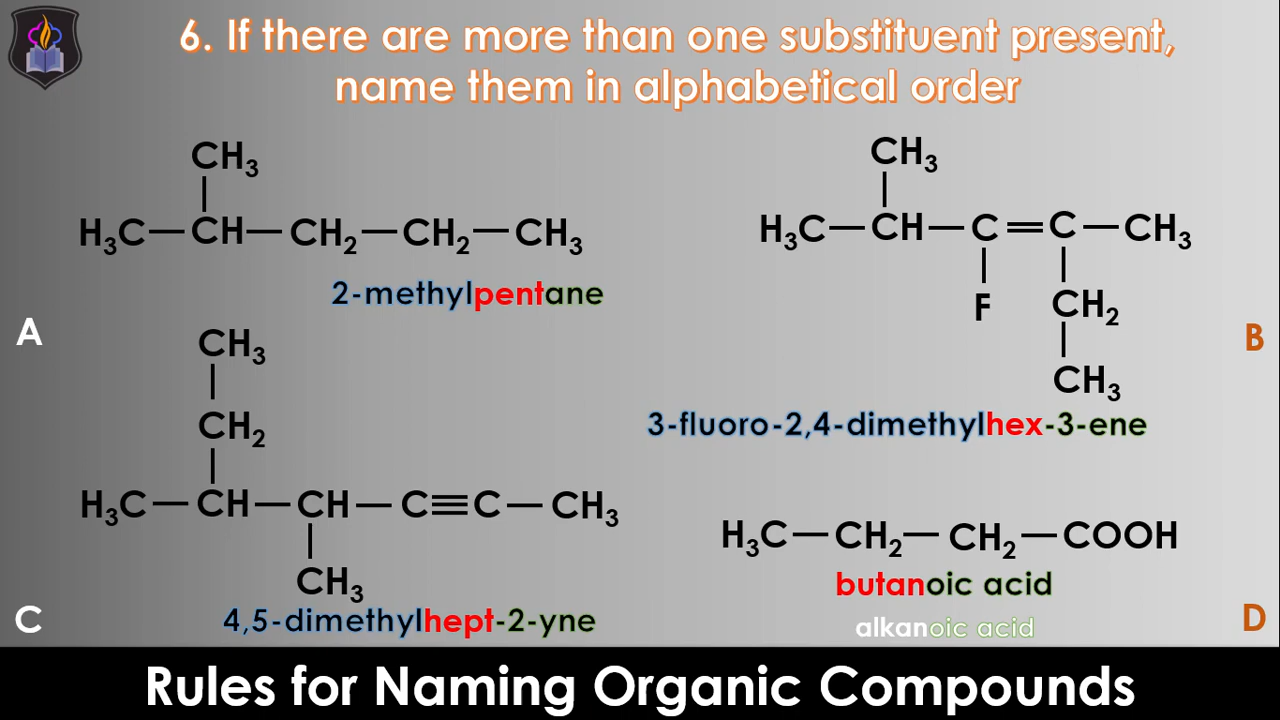 6. If there are more than one substituent present,
name them in alphabetical order
CH₃
H₃C—CH—CH₂—CH₂—CH₃
2-methylpentane
A
CH₃
H₃C—CH—C=C—CH₃
F
CH₂
CH₃
B
3-fluoro-2,4-dimethylhex-3-ene
CH₃
CH₂
H₃C—CH—CH—C≡C—CH₃
CH₃
C
4,5-dimethylhept-2-yne
H₃C—CH₂—CH₂—COOH
butanoic acid
alkanoic acid
D
Rules for Naming Organic Compounds